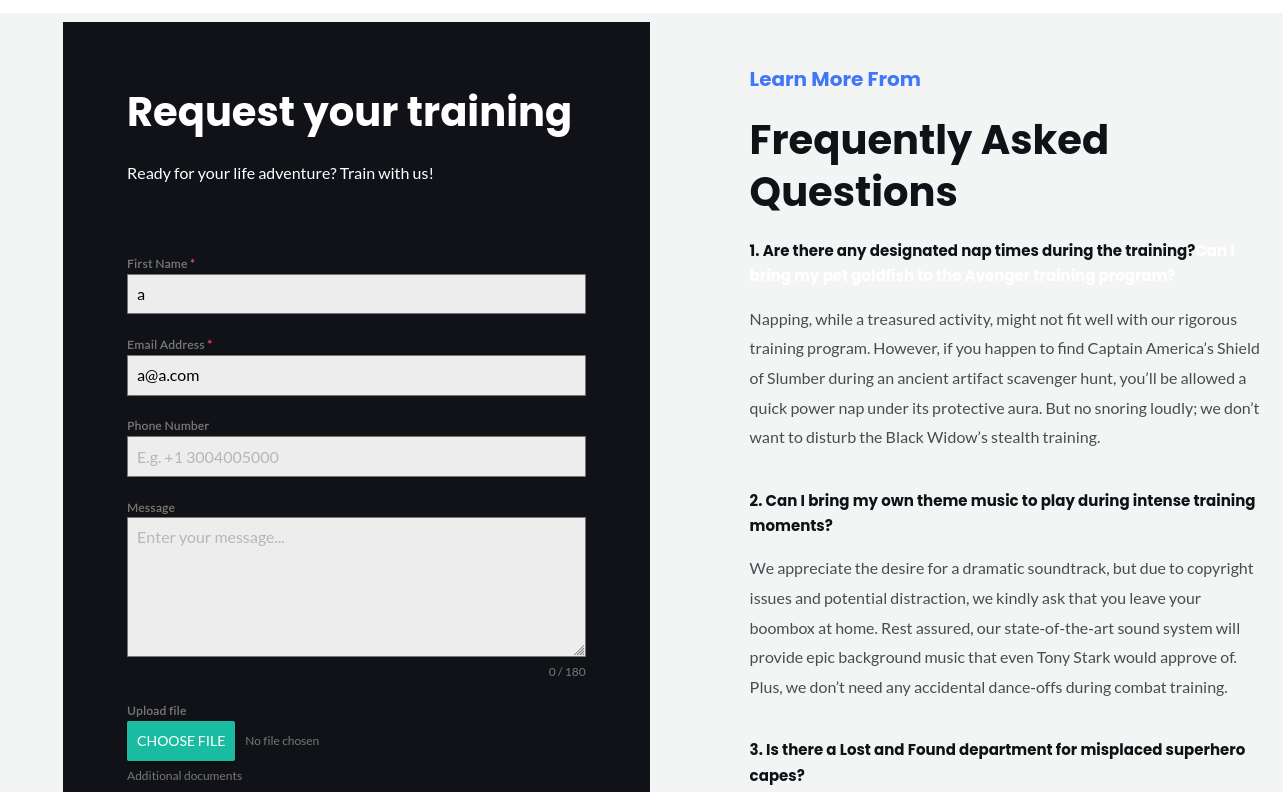 Request your training
Ready for your life adventure? Train with us!
First Name *
a
Email Address *
a@a.com
Phone Number
E.g. +1 3004005000
Message
Enter your message...
0 / 180
Upload file
CHOOSE FILE No file chosen
Additional documents
Learn More From
Frequently Asked
Questions
1. Are there any designated nap times during the training?Can I
bring my pet goldfish to the Avenger training program?
Napping, while a treasured activity, might not fit well with our rigorous
training program. However, if you happen to find Captain America’s Shield
of Slumber during an ancient artifact scavenger hunt, you’ll be allowed a
quick power nap under its protective aura. But no snoring loudly; we don’t
want to disturb the Black Widow’s stealth training.
2. Can I bring my own theme music to play during intense training
moments?
We appreciate the desire for a dramatic soundtrack, but due to copyright
issues and potential distraction, we kindly ask that you leave your
boombox at home. Rest assured, our state-of-the-art sound system will
provide epic background music that even Tony Stark would approve of.
Plus, we don’t need any accidental dance-offs during combat training.
3. Is there a Lost and Found department for misplaced superhero
capes?